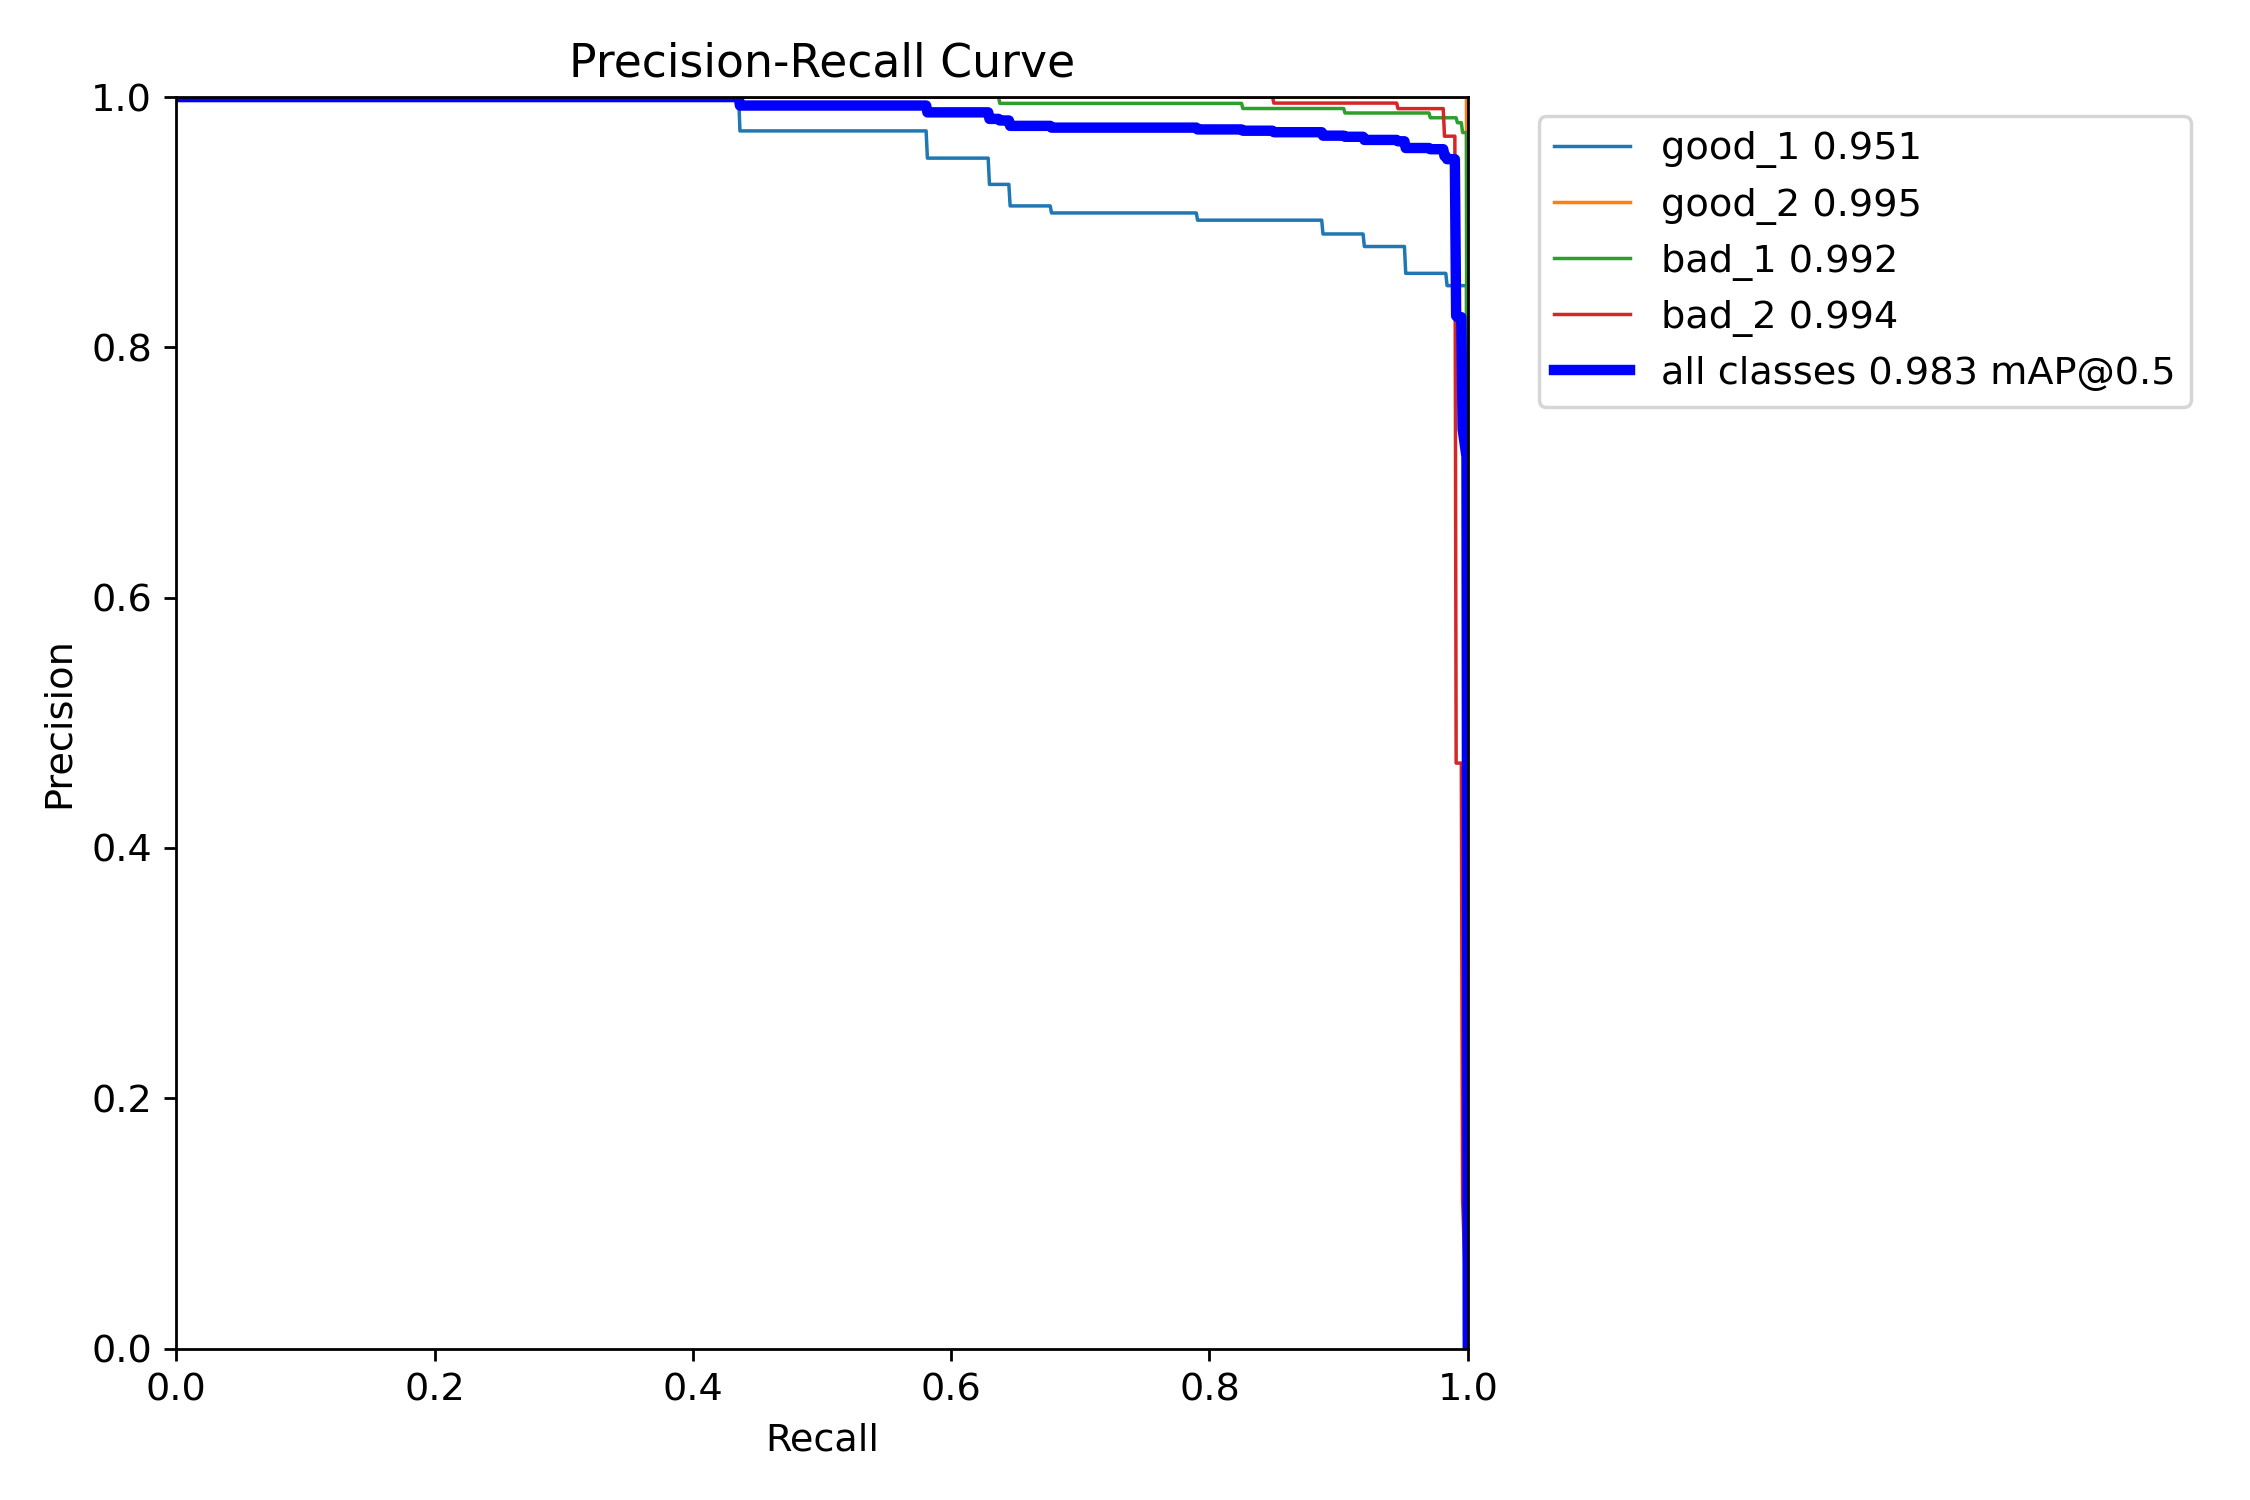 Precision-Recall Curve
1.0
0.8
0.6
0.4
0.2
0.0
Precision
0.0 0.2 0.4 0.6 0.8 1.0
Recall
good_1 0.951
good_2 0.995
bad_1 0.992
bad_2 0.994
all classes 0.983 mAP@0.5